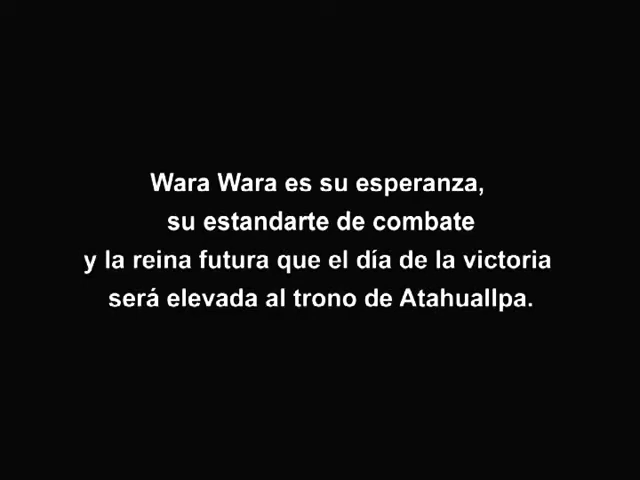 Wara Wara es su esperanza,
su estandarte de combate
y la reina futura que el día de la victoria
será elevada al trono de Atahuallpa.